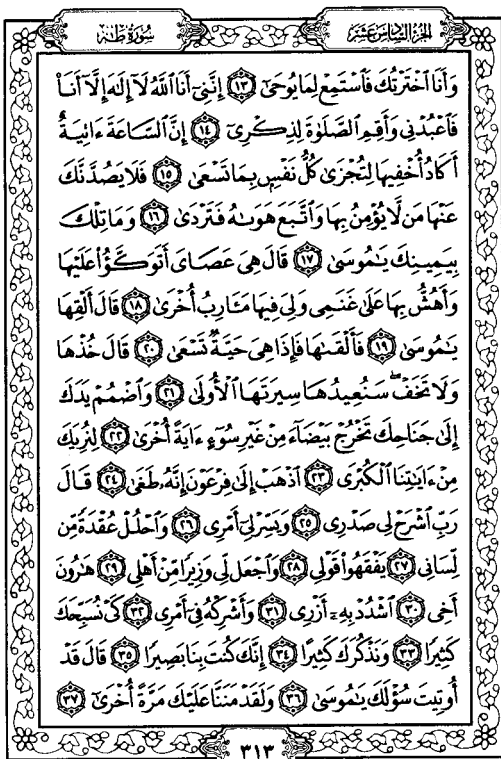 سُورَةُ طٰهٰ الجُزءُ السَّادِسَ عَشَرَ
وَأَنَا ٱخْتَرْتُكَ فَٱسْتَمِعْ لِمَا يُوحَىٰٓ ١٣ إِنَّنِىٓ أَنَا ٱللَّهُ لَآ إِلَٰهَ إِلَّآ أَنَا۠
فَٱعْبُدْنِى وَأَقِمِ ٱلصَّلَوٰةَ لِذِكْرِىٓ ١٤ إِنَّ ٱلسَّاعَةَ ءَاتِيَةٌ
أَكَادُ أُخْفِيهَا لِتُجْزَىٰ كُلُّ نَفْسٍۭ بِمَا تَسْعَىٰ ١٥ فَلَا يَصُدَّنَّكَ
عَنْهَا مَن لَّا يُؤْمِنُ بِهَا وَٱتَّبَعَ هَوَىٰهُ فَتَرْدَىٰ ١٦ وَمَا تِلْكَ
بِيَمِينِكَ يَٰمُوسَىٰ ١٧ قَالَ هِىَ عَصَاىَ أَتَوَكَّؤُا۟ عَلَيْهَا
وَأَهُشُّ بِهَا عَلَىٰ غَنَمِى وَلِىَ فِيهَا مَـَٔارِبُ أُخْرَىٰ ١٨ قَالَ أَلْقِهَا
يَٰمُوسَىٰ ١٩ فَأَلْقَىٰهَا فَإِذَا هِىَ حَيَّةٌ تَسْعَىٰ ٢٠ قَالَ خُذْهَا
وَلَا تَخَفْ ۖ سَنُعِيدُهَا سِيرَتَهَا ٱلْأُولَىٰ ٢١ وَٱضْمُمْ يَدَكَ
إِلَىٰ جَنَاحِكَ تَخْرُجْ بَيْضَآءَ مِنْ غَيْرِ سُوٓءٍ ءَايَةً أُخْرَىٰ ٢٢ لِنُرِيَكَ
مِنْ ءَايَٰتِنَا ٱلْكُبْرَى ٢٣ ٱذْهَبْ إِلَىٰ فِرْعَوْنَ إِنَّهُۥ طَغَىٰ ٢٤ قَالَ
رَبِّ ٱشْرَحْ لِى صَدْرِى ٢٥ وَيَسِّرْ لِىٓ أَمْرِى ٢٦ وَٱحْلُلْ عُقْدَةً مِّن
لِّسَانِى ٢٧ يَفْقَهُوا۟ قَوْلِى ٢٨ وَٱجْعَل لِّى وَزِيرًا مِّنْ أَهْلِى ٢٩ هَٰرُونَ
أَخِى ٣٠ ٱشْدُدْ بِهِۦٓ أَزْرِى ٣١ وَأَشْرِكْهُ فِىٓ أَمْرِى ٣٢ كَىْ نُسَبِّحَكَ
كَثِيرًا ٣٣ وَنَذْكُرَكَ كَثِيرًا ٣٤ إِنَّكَ كُنتَ بِنَا بَصِيرًا ٣٥ قَالَ قَدْ
أُوتِيتَ سُؤْلَكَ يَٰمُوسَىٰ ٣٦ وَلَقَدْ مَنَنَّا عَلَيْكَ مَرَّةً أُخْرَىٰٓ ٣٧
٣١٣